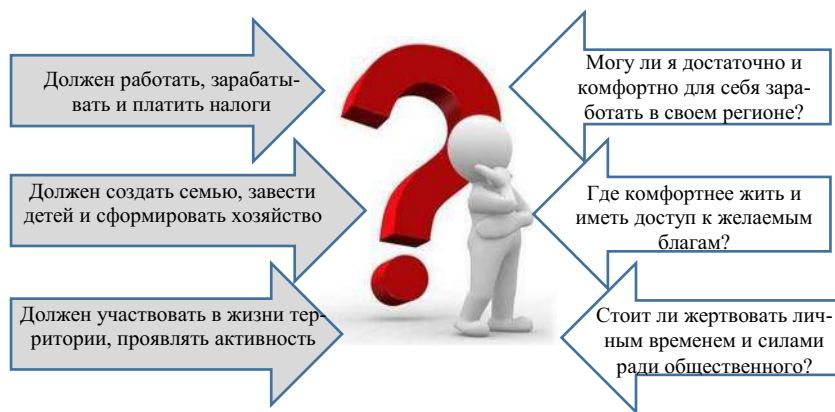 Должен работать, зарабаты-
вать и платить налоги
Могу ли я достаточно и
комфортно для себя зара-
ботать в своем регионе?
Должен создать семью, завести
детей и сформировать хозяйство
Где комфортнее жить и
иметь доступ к желаемым
благам?
Должен участвовать в жизни тер-
ритории, проявлять активность
Стоит ли жертвовать лич-
ным временем и силами
ради общественного?